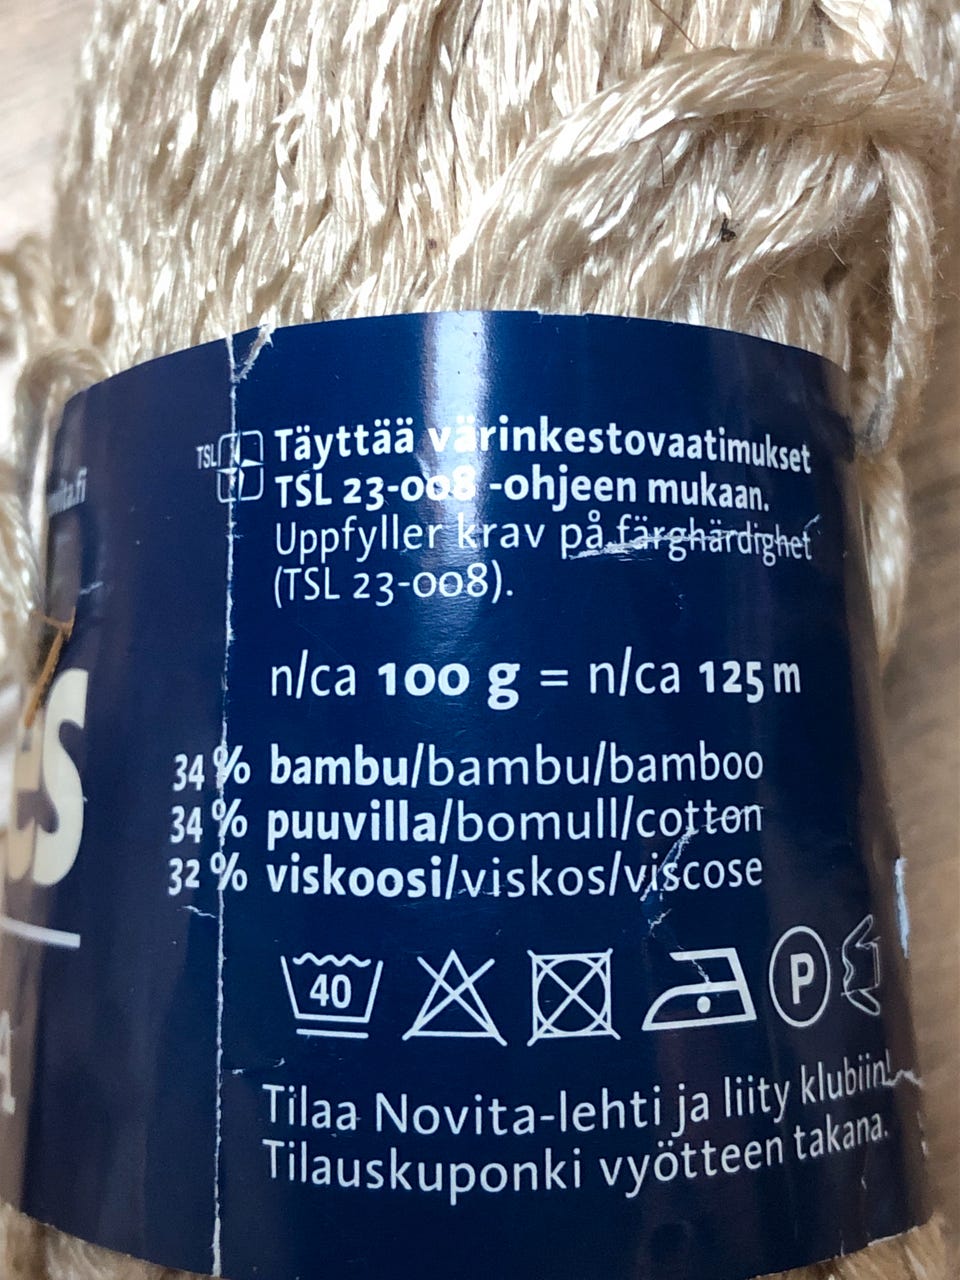 TSL
Täyttää värinkestovaatimukset
TSL 23-008 -ohjeen mukaan.
Uppfyller krav på färghärdighet
(TSL 23-008).
n/ca 100 g = n/ca 125 m
34 % bambu/bambu/bamboo
34 % puuvilla/bomull/cotton
32 % viskoosi/viskos/viscose
40
P
Tilaa Novita-lehti ja liity klubiin!
Tilauskuponki vyötteen takana.